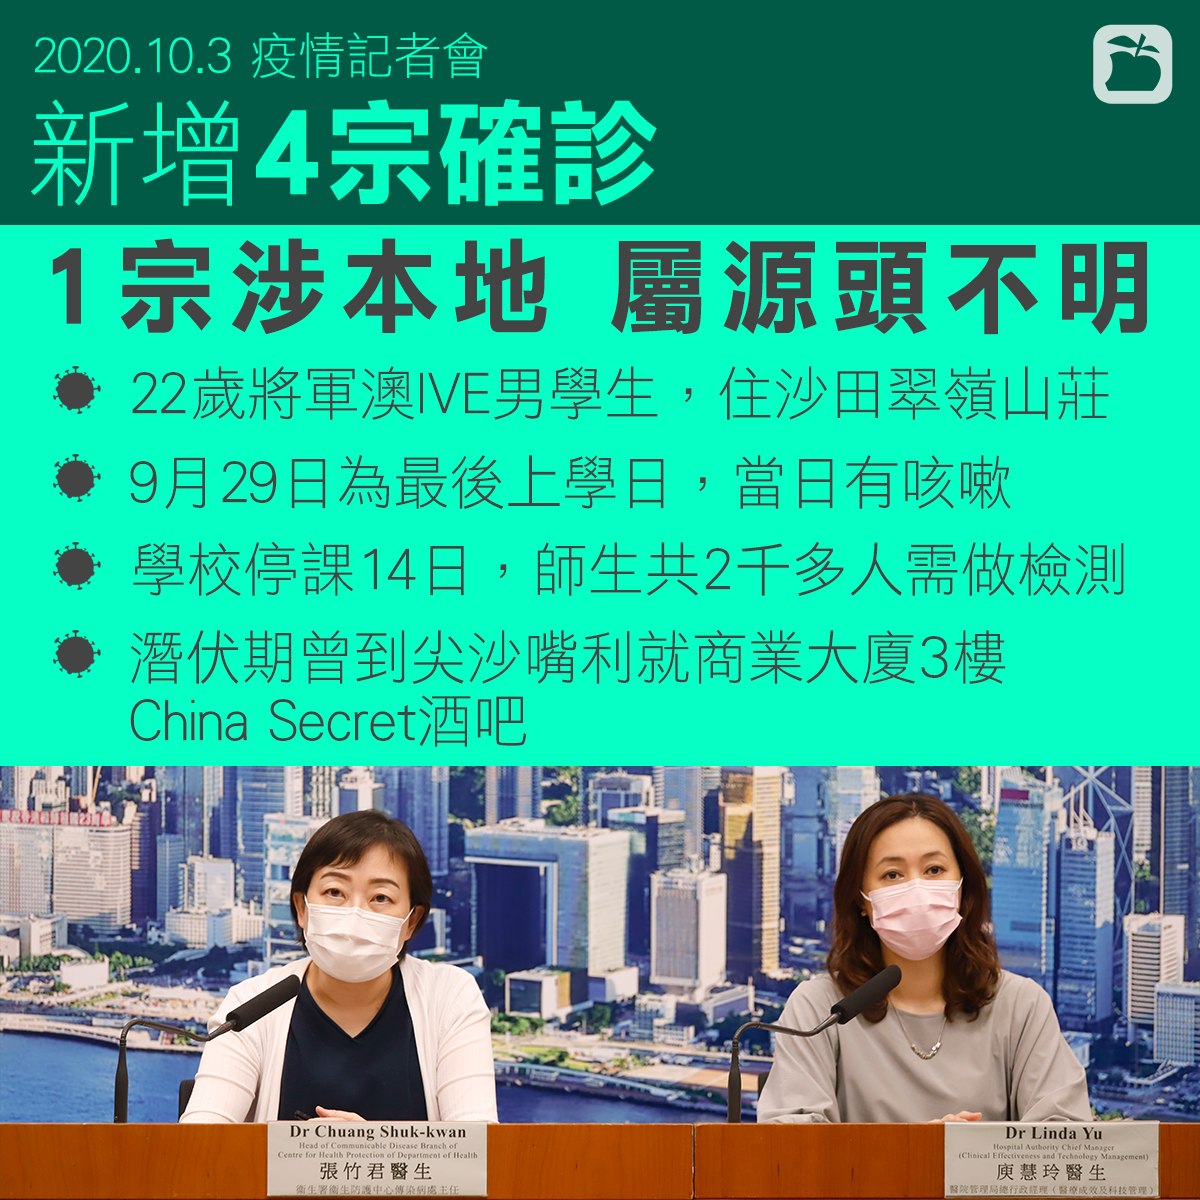 2020.10.3 疫情記者會
新增4宗確診
1宗涉本地 屬源頭不明
22歲將軍澳IVE男學生，住沙田翠嶺山莊
9月29日為最後上學日，當日有咳嗽
學校停課14日，師生共2千多人需做檢測
潛伏期曾到尖沙嘴利就商業大廈3樓
China Secret酒吧
Dr Chuang Shuk-kwan
Head of Communicable Disease Branch of
Centre for Health Protection of Department of Health
張竹君醫生
衞生署衞生防護中心傳染病處主任
Dr Linda Yu
Hospital Authority Chief Manager
(Clinical Effectiveness and Technology Management)
庾慧玲醫生
醫院管理局總行政經理（醫療成效及科技管理）